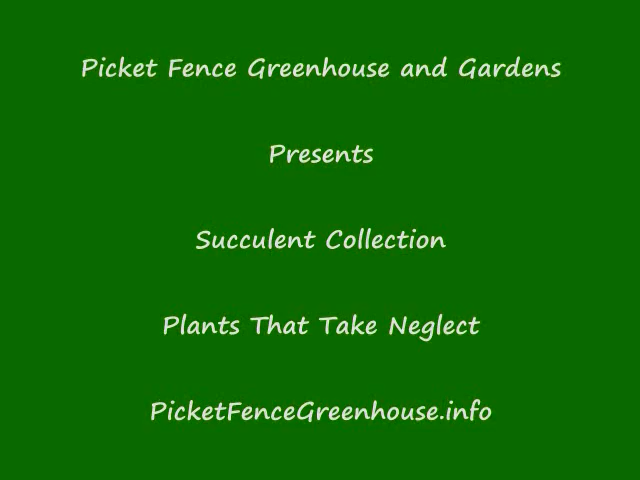 Picket Fence Greenhouse and Gardens
Presents
Succulent Collection
Plants That Take Neglect
PicketFenceGreenhouse.info